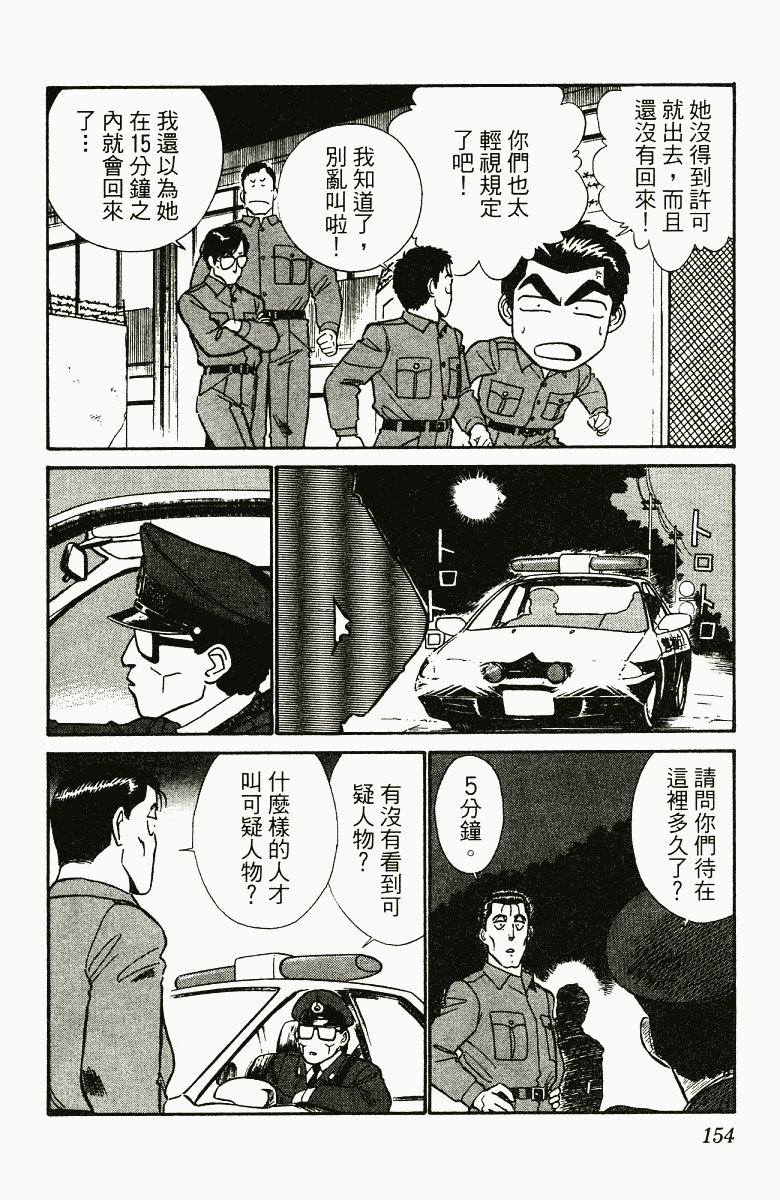 她沒得到許可
就出去，而且
還沒有回來！
你們也太
輕視規定
了吧！
我知道了，
別亂叫啦！
我還以為她
在15分鐘之
內就會回來
了…
トロ
トロ
トロ
トロ
請問你們待在
這裡多久了？
5分鐘。
有沒有看到可
疑人物？
什麼樣的人才
叫可疑人物？
154